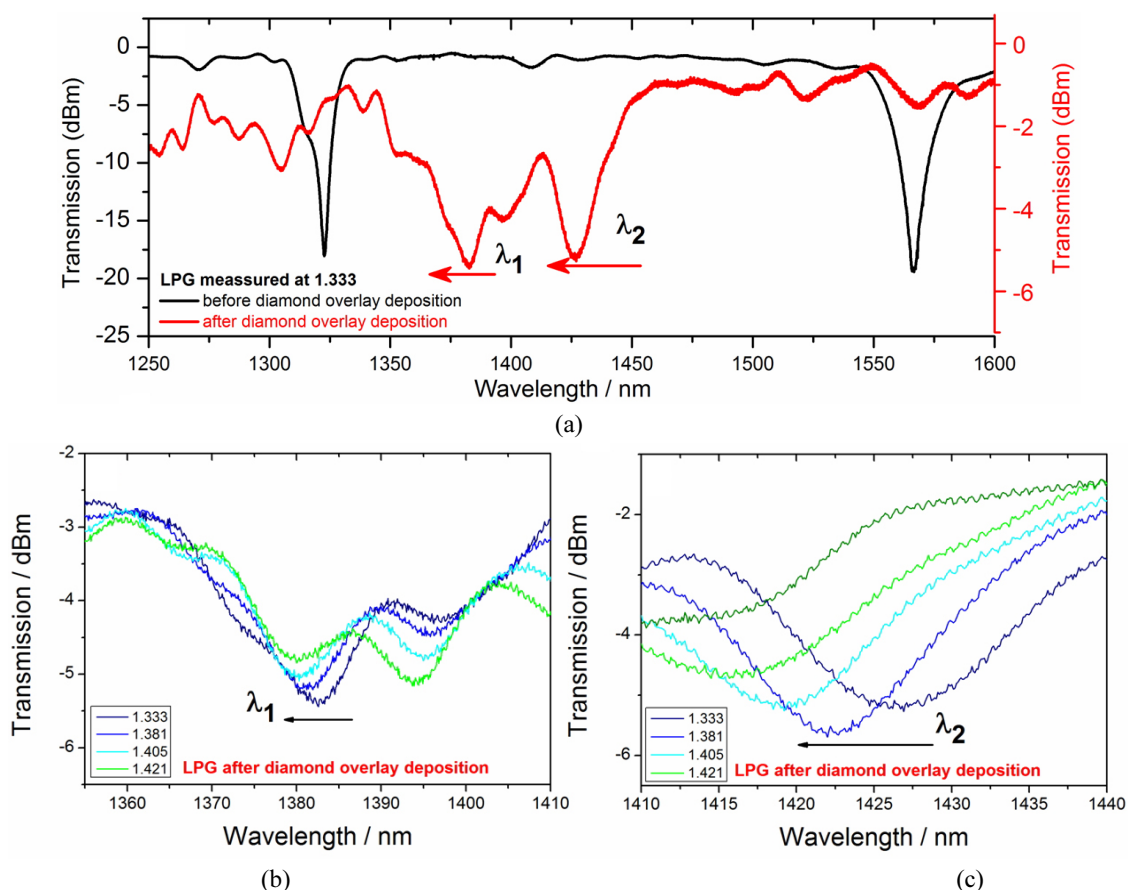 0
-5
-10
-15
-20
-25
Transmission (dBm)
0
-2
-4
-6
Transmission (dBm)
λ1
λ2
LPG meassured at 1.333
before diamond overlay deposition
after diamond overlay deposition
1250 1300 1350 1400 1450 1500 1550 1600
Wavelength / nm
(a)
-2
-3
-4
-5
-6
Transmission / dBm
λ1
1.333
1.381
1.405
1.421
LPG after diamond overlay deposition
1360 1370 1380 1390 1400 1410
Wavelength / nm
(b)
-2
-4
-6
Transmission / dBm
λ2
1.333
1.381
1.405
1.421
LPG after diamond overlay deposition
1410 1415 1420 1425 1430 1435 1440
Wavelength / nm
(c)